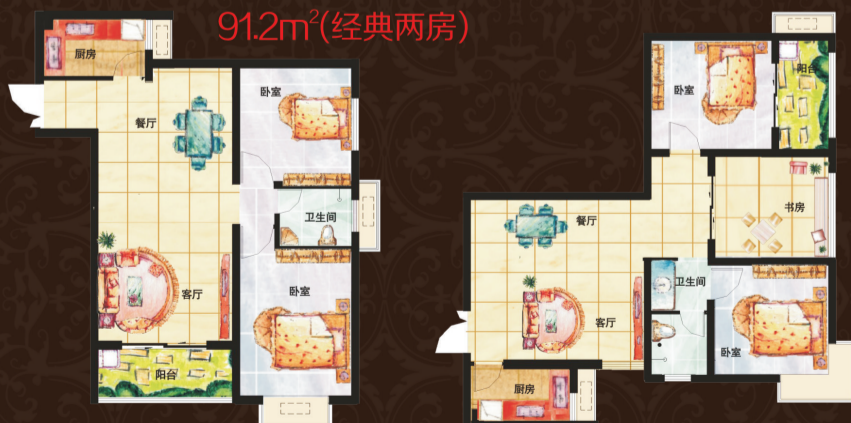 91.2m²(经典两房)
厨房
餐厅
卧室
卫生间
客厅
卧室
阳台
卧室
阳台
书房
餐厅
卫生间
客厅
卧室
厨房